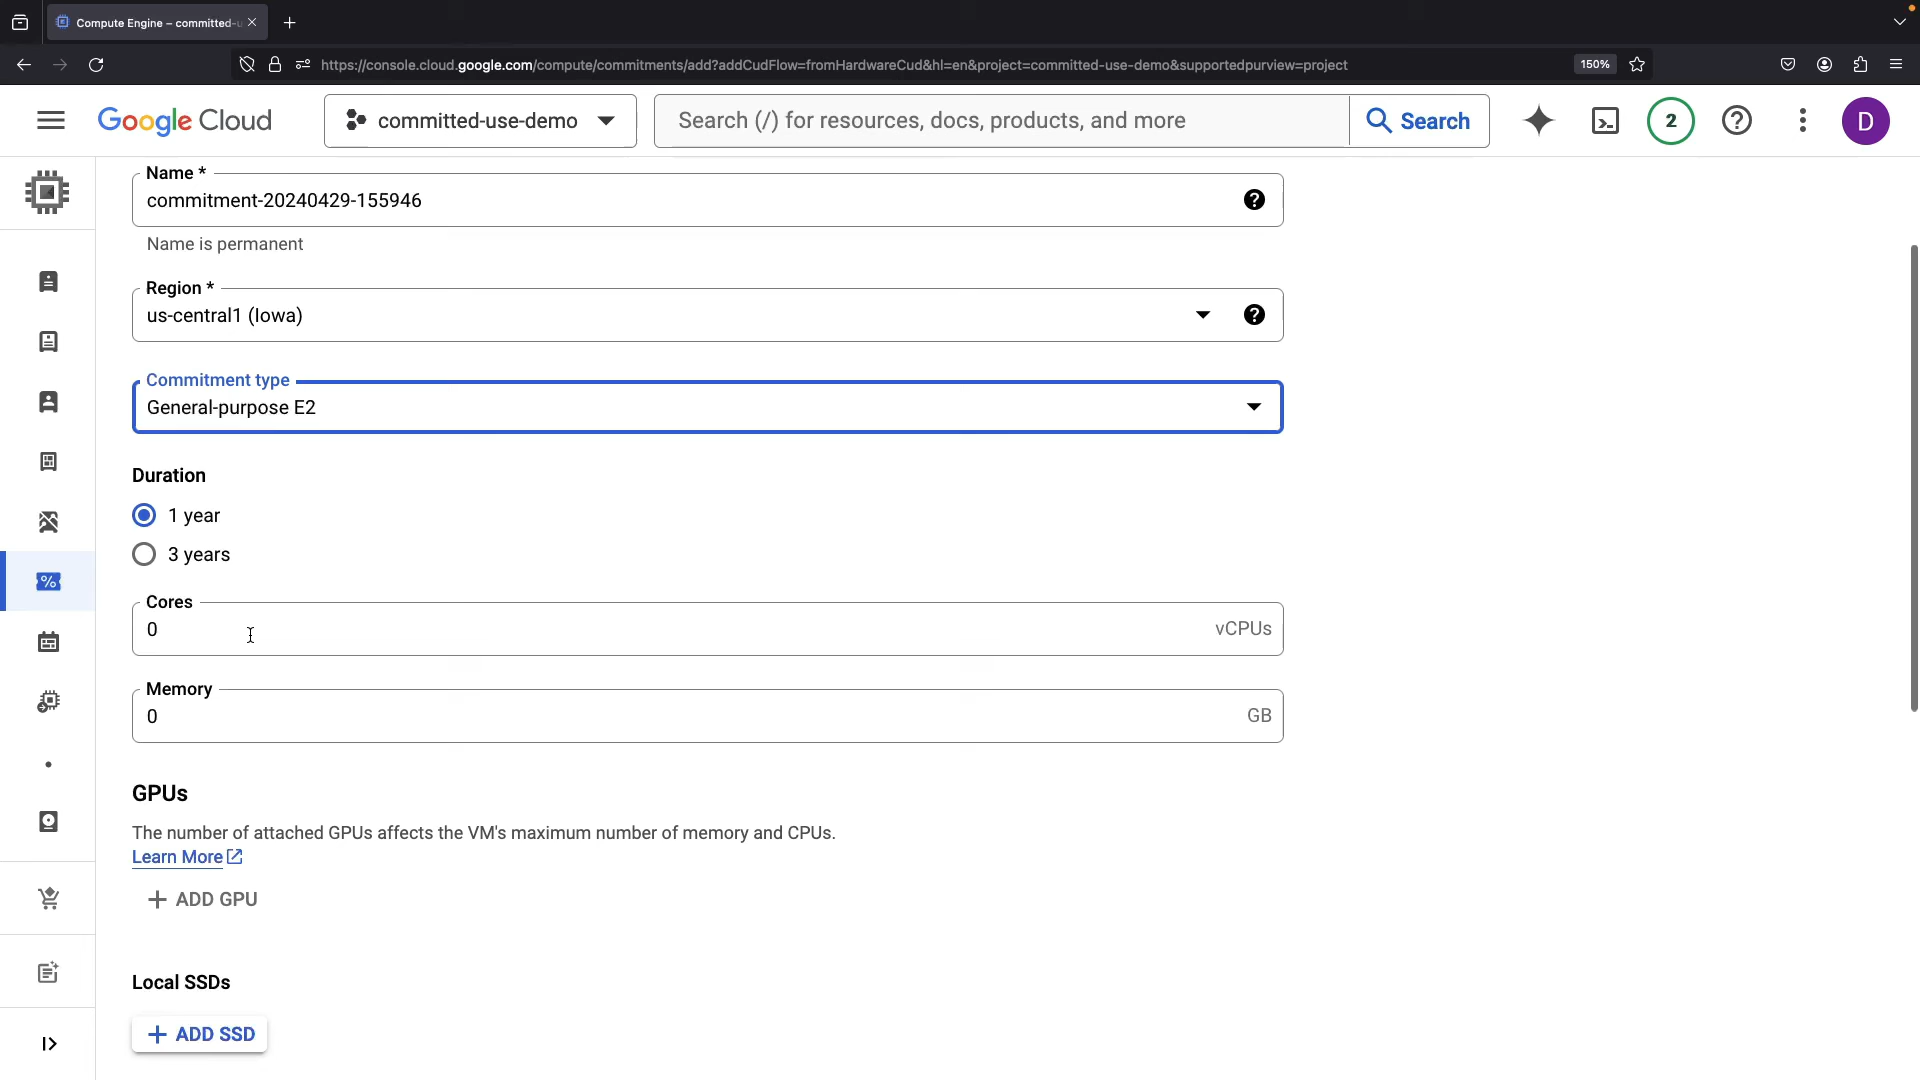 Compute Engine – committed-u
https://console.cloud.google.com/compute/commitments/add?addCudFlow=fromHardwareCud&hl=en&project=committed-use-demo&supportedpurview=project
150%
Google Cloud
committed-use-demo
Search (/) for resources, docs, products, and more
Search
2
D
Name *
commitment-20240429-155946
Name is permanent
Region *
us-central1 (Iowa)
Commitment type
General-purpose E2
Duration
1 year
3 years
Cores
0
vCPUs
Memory
0
GB
GPUs
The number of attached GPUs affects the VM's maximum number of memory and CPUs.
Learn More
ADD GPU
Local SSDs
ADD SSD